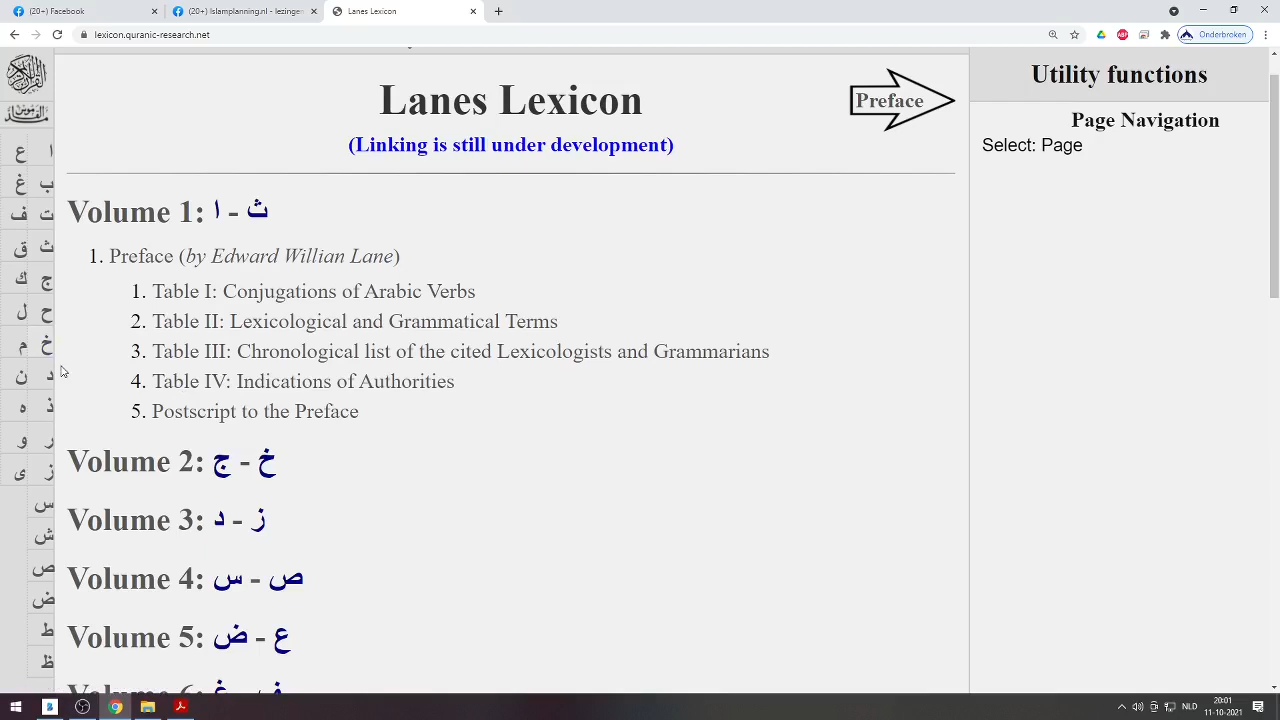 (20+) Facebook
(20+) Islamplanning.nl - lezingen
Lanes Lexicon
lexicon.quranic-research.net
Onderbroken
Lanes Lexicon
Preface
(Linking is still under development)
Volume 1: ا - ث
1. Preface (by Edward Willian Lane)
1. Table I: Conjugations of Arabic Verbs
2. Table II: Lexicological and Grammatical Terms
3. Table III: Chronological list of the cited Lexicologists and Grammarians
4. Table IV: Indications of Authorities
5. Postscript to the Preface
Volume 2: ج - خ
Volume 3: د - ز
Volume 4: س - ص
Volume 5: ض - ع
Volume 6: غ - ف
ا ع
ب غ
ت ف
ث ق
ج ك
ح ل
خ م
د ن
ذ ه
ر و
ز ى
س
ش
ص
ض
ط
ظ
Utility functions
Page Navigation
Select: Page
NLD
20:01
11-10-2021